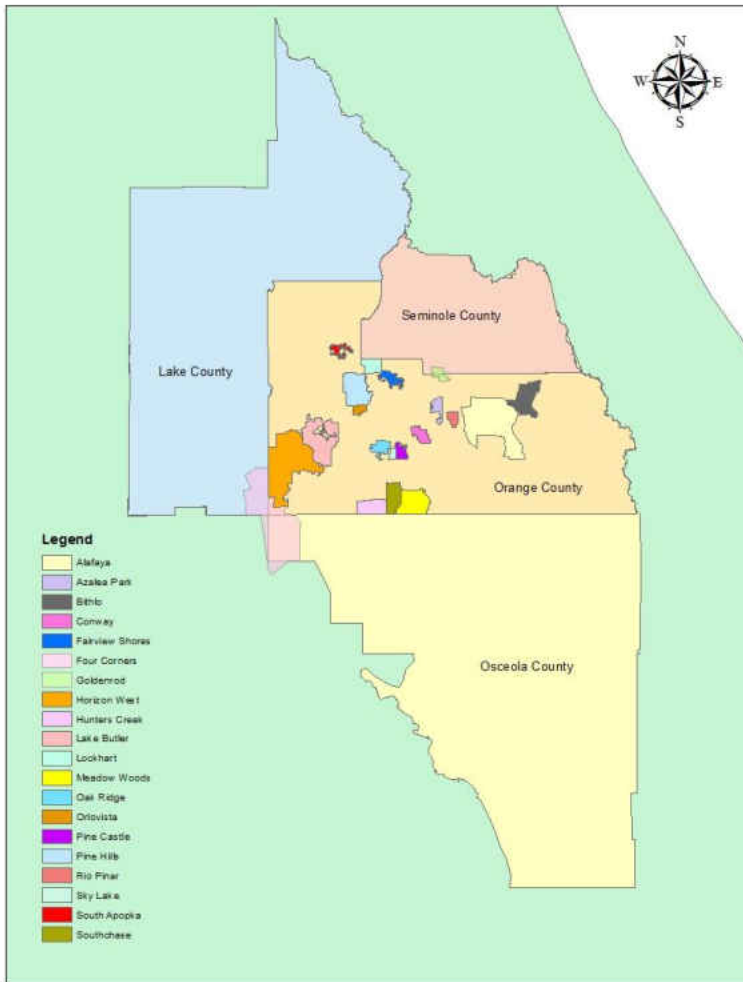 N
W E
S
Seminole County
Lake County
Orange County
Legend
Alafaya
Azalea Park
Bithlo
Conway
Fairview Shores
Four Corners
Goldenrod
Horizon West
Hunters Creek
Osceola County
Lake Butler
Lockhart
Meadow Woods
Oak Ridge
Orlovista
Pine Castle
Pine Hills
Rio Pinar
Sky Lake
South Apopka
Southchase